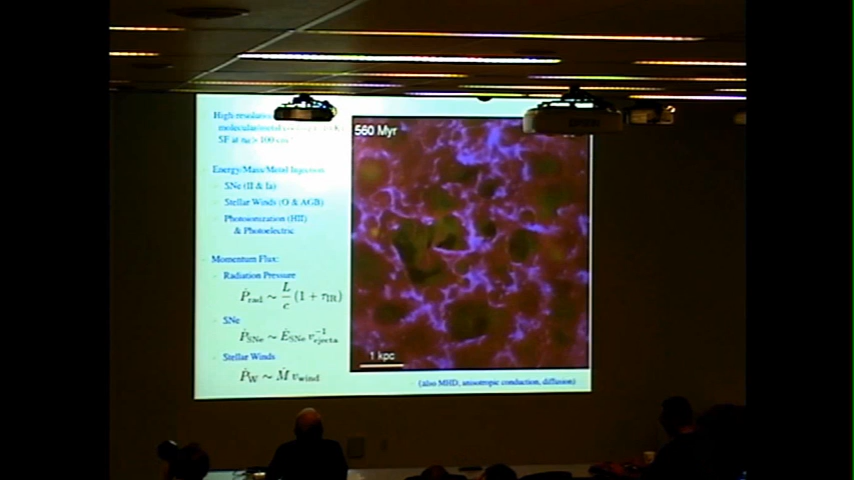 High resolution
SF at
Energy/Mass/Metal Injection
- SNe (II & Ia)
- Stellar Winds (O & AGB)
- Photoionization (HII)
& Photoelectric
- Momentum Flux:
- Radiation Pressure
Ṗ_rad ~ L/c (1 + τ_IR)
- SNe
Ṗ_SNe ~ Ė_SNe v_ejecta^-1
- Stellar Winds
Ṗ_W ~ Ṁ v_wind
560 Myr
1 kpc
(also MHD, anisotropic conduction, diffusion)